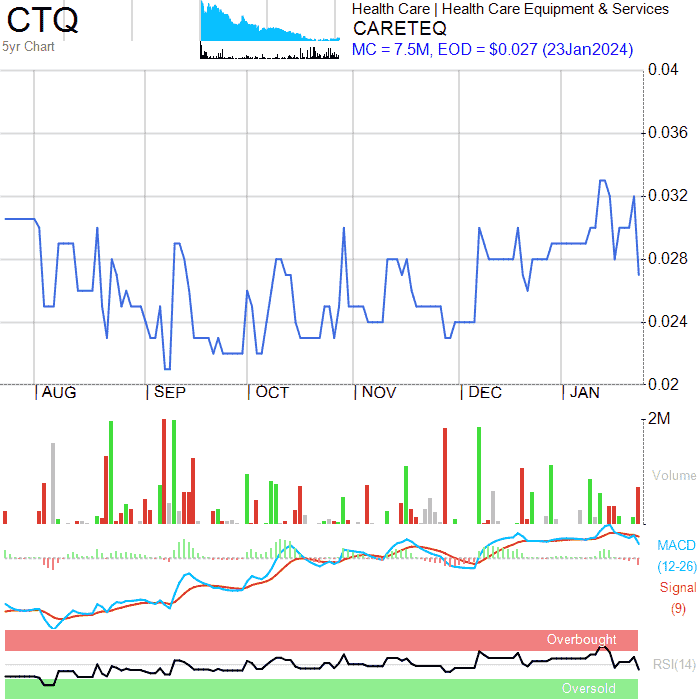 CTQ
5yr Chart
Health Care | Health Care Equipment & Services
CARETEQ
MC = 7.5M, EOD = $0.027 (23Jan2024)
0.04
0.036
0.032
0.028
0.024
0.02
AUG SEP OCT NOV DEC JAN
2M
Volume
MACD
(12-26)
Signal
(9)
Overbought
RSI(14)
Oversold